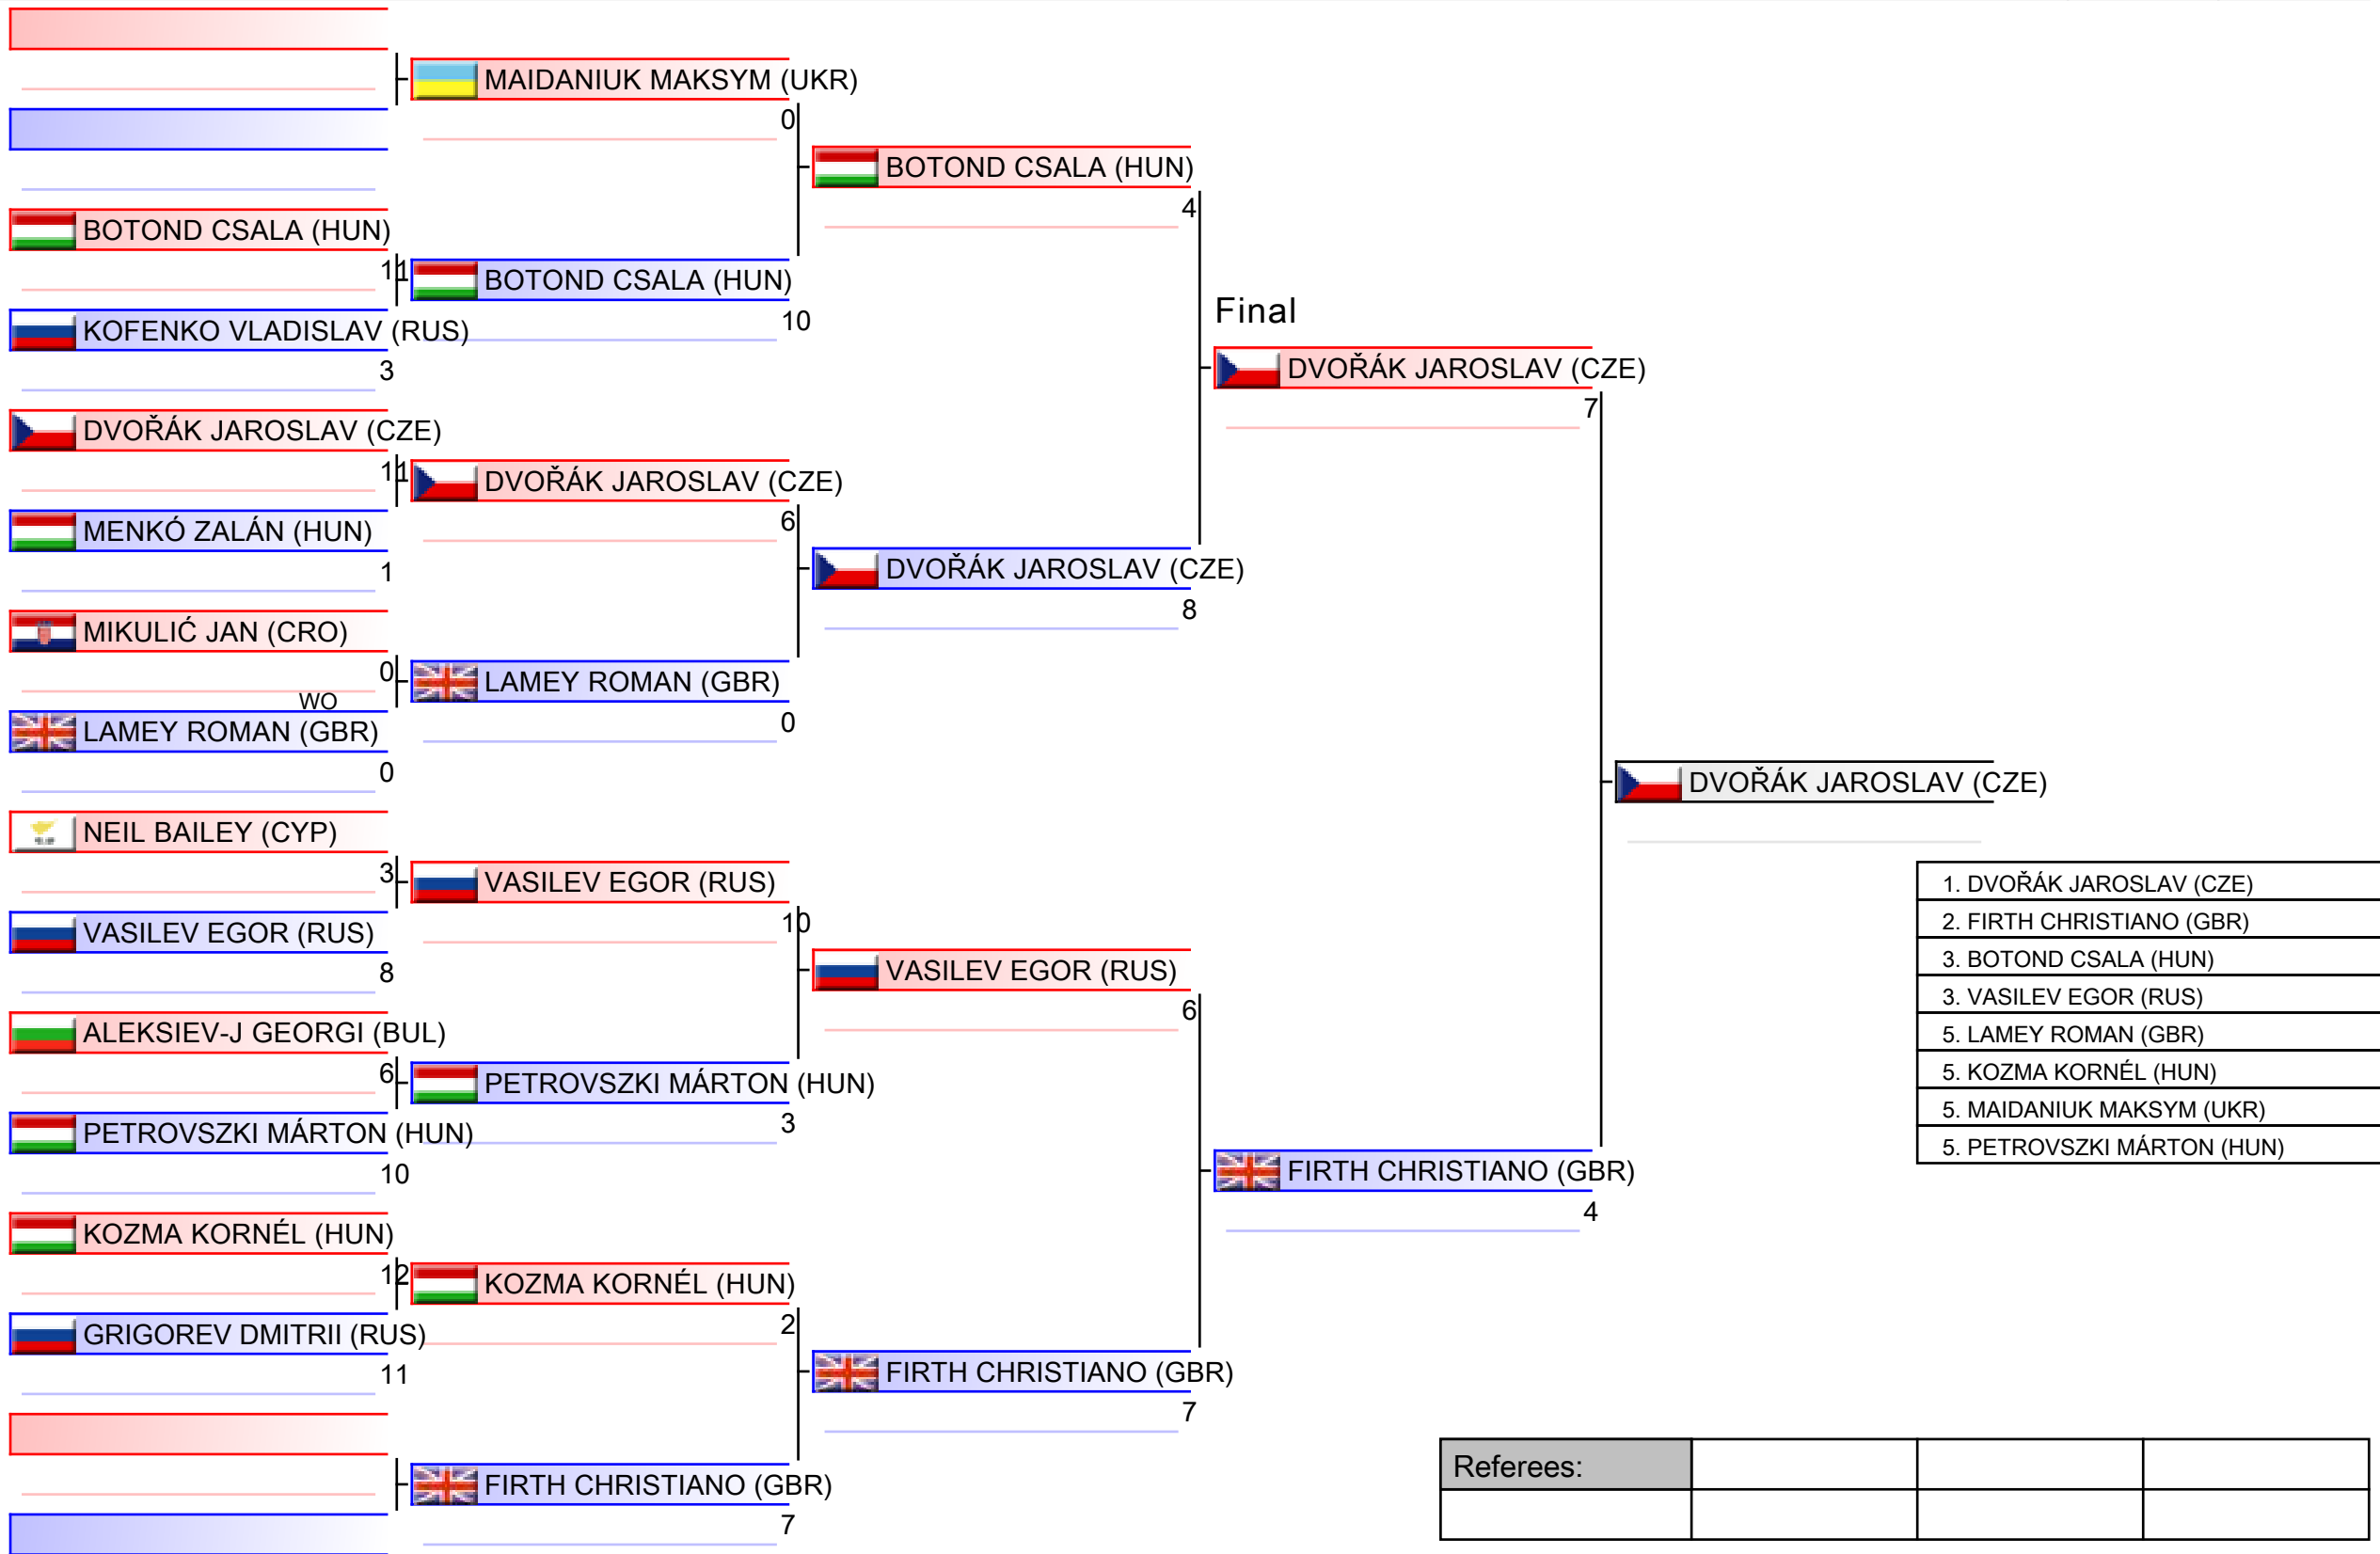 MAIDANIUK MAKSYM (UKR)
0
BOTOND CSALA (HUN)
4
BOTOND CSALA (HUN)
11
BOTOND CSALA (HUN)
10
KOFENKO VLADISLAV (RUS)
3
Final
DVOŘÁK JAROSLAV (CZE)
7
DVOŘÁK JAROSLAV (CZE)
11
DVOŘÁK JAROSLAV (CZE)
6
MENKÓ ZALÁN (HUN)
1
DVOŘÁK JAROSLAV (CZE)
8
MIKULIĆ JAN (CRO)
0
WO
LAMEY ROMAN (GBR)
0
LAMEY ROMAN (GBR)
0
DVOŘÁK JAROSLAV (CZE)
NEIL BAILEY (CYP)
3
VASILEV EGOR (RUS)
10
VASILEV EGOR (RUS)
8
VASILEV EGOR (RUS)
6
ALEKSIEV-J GEORGI (BUL)
6
PETROVSZKI MÁRTON (HUN)
3
PETROVSZKI MÁRTON (HUN)
10
FIRTH CHRISTIANO (GBR)
4
KOZMA KORNÉL (HUN)
12
KOZMA KORNÉL (HUN)
2
GRIGOREV DMITRII (RUS)
11
FIRTH CHRISTIANO (GBR)
7
FIRTH CHRISTIANO (GBR)
7
1. DVOŘÁK JAROSLAV (CZE)
2. FIRTH CHRISTIANO (GBR)
3. BOTOND CSALA (HUN)
3. VASILEV EGOR (RUS)
5. LAMEY ROMAN (GBR)
5. KOZMA KORNÉL (HUN)
5. MAIDANIUK MAKSYM (UKR)
5. PETROVSZKI MÁRTON (HUN)
Referees: